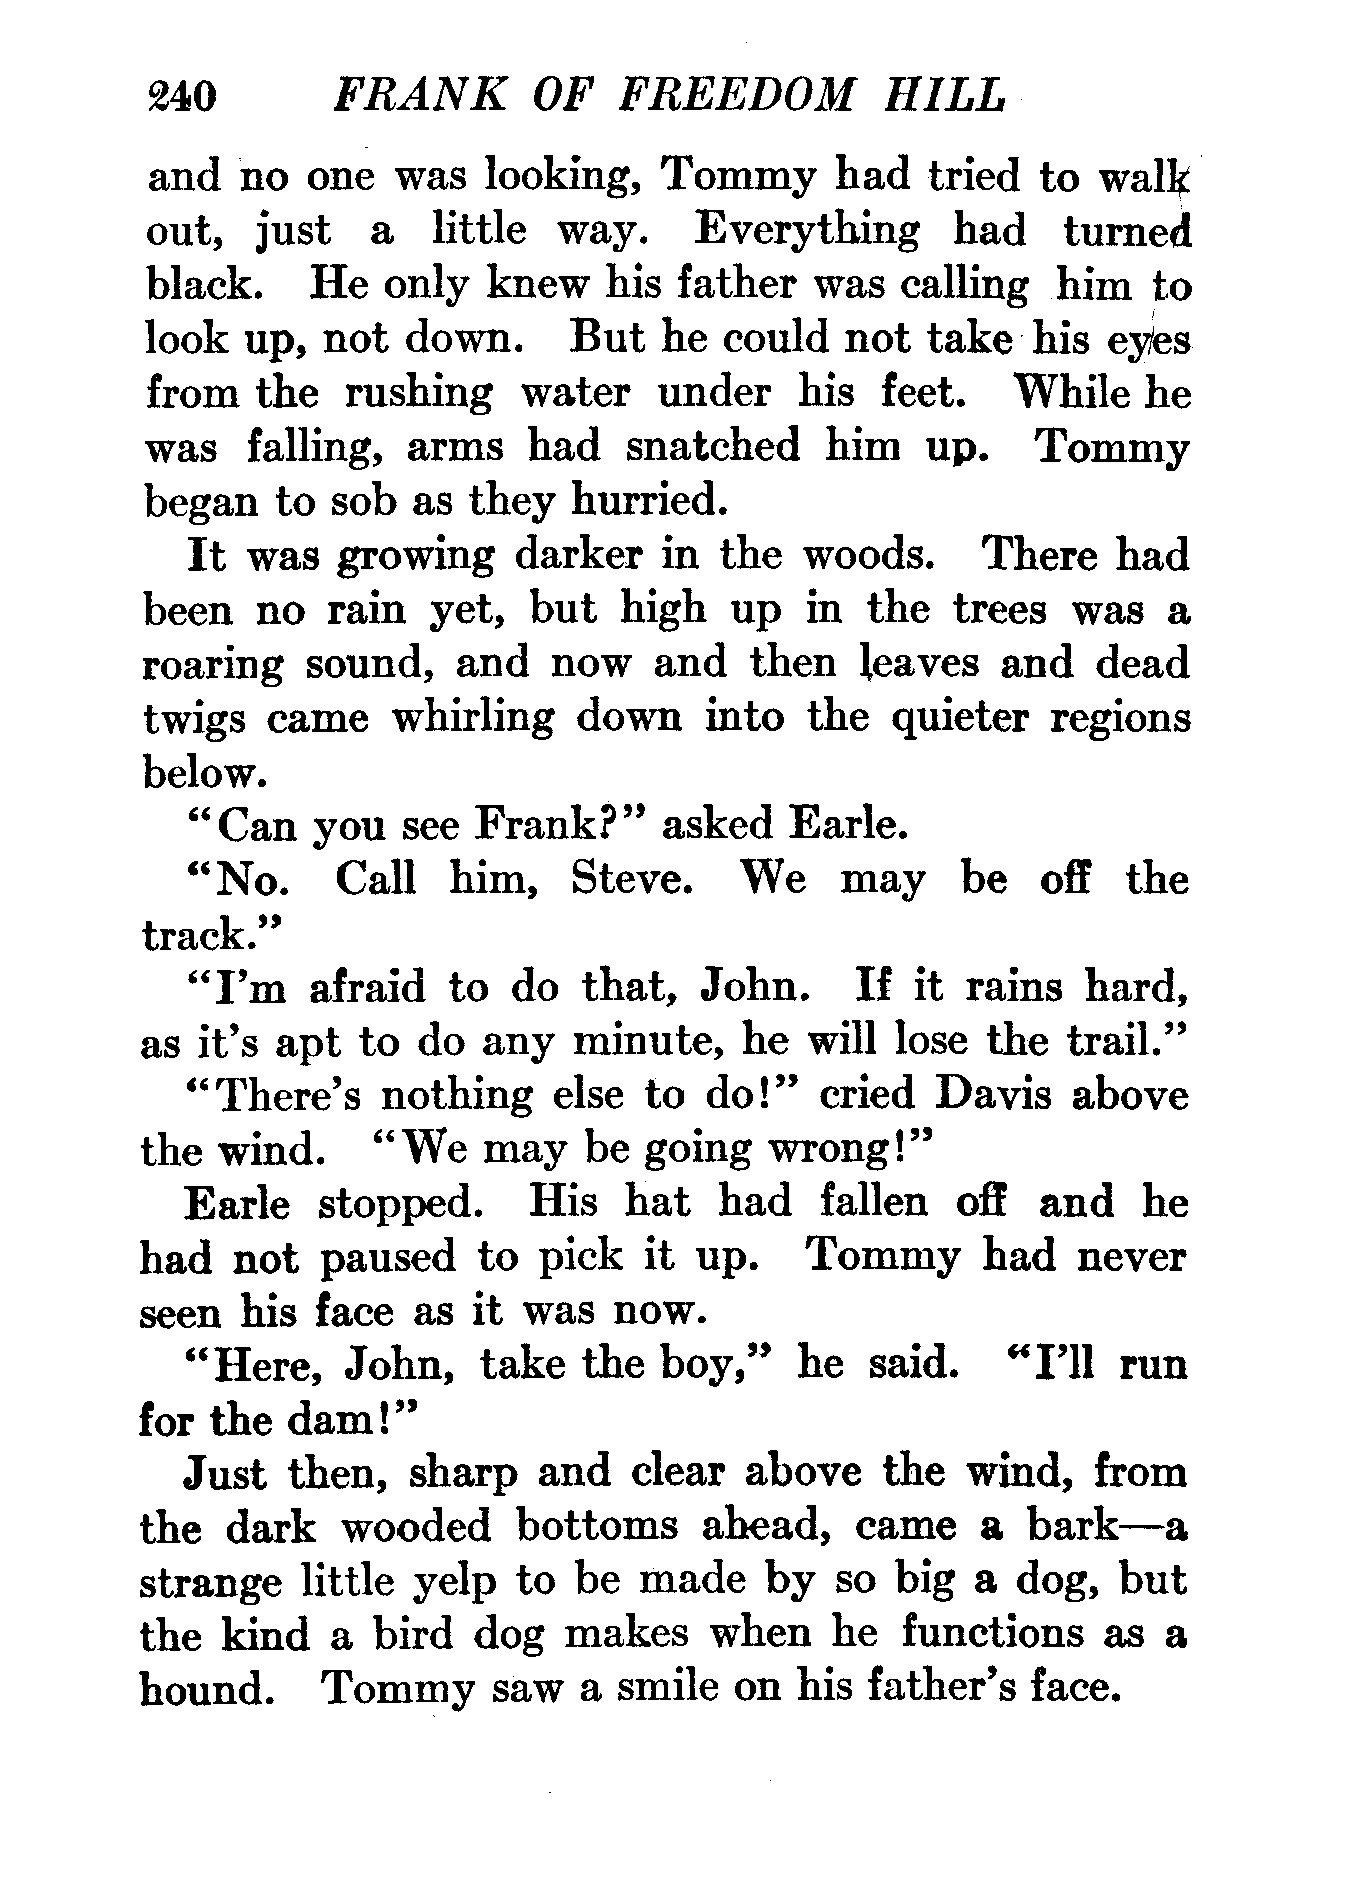 240 FRANK OF FREEDOM HILL
and no one was looking, Tommy had tried to walk
out, just a little way. Everything had turned
black. He only knew his father was calling him to
look up, not down. But he could not take his eyes
from the rushing water under his feet. While he
was falling, arms had snatched him up. Tommy
began to sob as they hurried.
It was growing darker in the woods. There had
been no rain yet, but high up in the trees was a
roaring sound, and now and then leaves and dead
twigs came whirling down into the quieter regions
below.
“Can you see Frank?” asked Earle.
“No. Call him, Steve. We may be off the
track.”
“I’m afraid to do that, John. If it rains hard,
as it’s apt to do any minute, he will lose the trail.”
“There’s nothing else to do!” cried Davis above
the wind. “We may be going wrong!”
Earle stopped. His hat had fallen off and he
had not paused to pick it up. Tommy had never
seen his face as it was now.
“Here, John, take the boy,” he said. “I’ll run
for the dam!”
Just then, sharp and clear above the wind, from
the dark wooded bottoms ahead, came a bark—a
strange little yelp to be made by so big a dog, but
the kind a bird dog makes when he functions as a
hound. Tommy saw a smile on his father’s face.